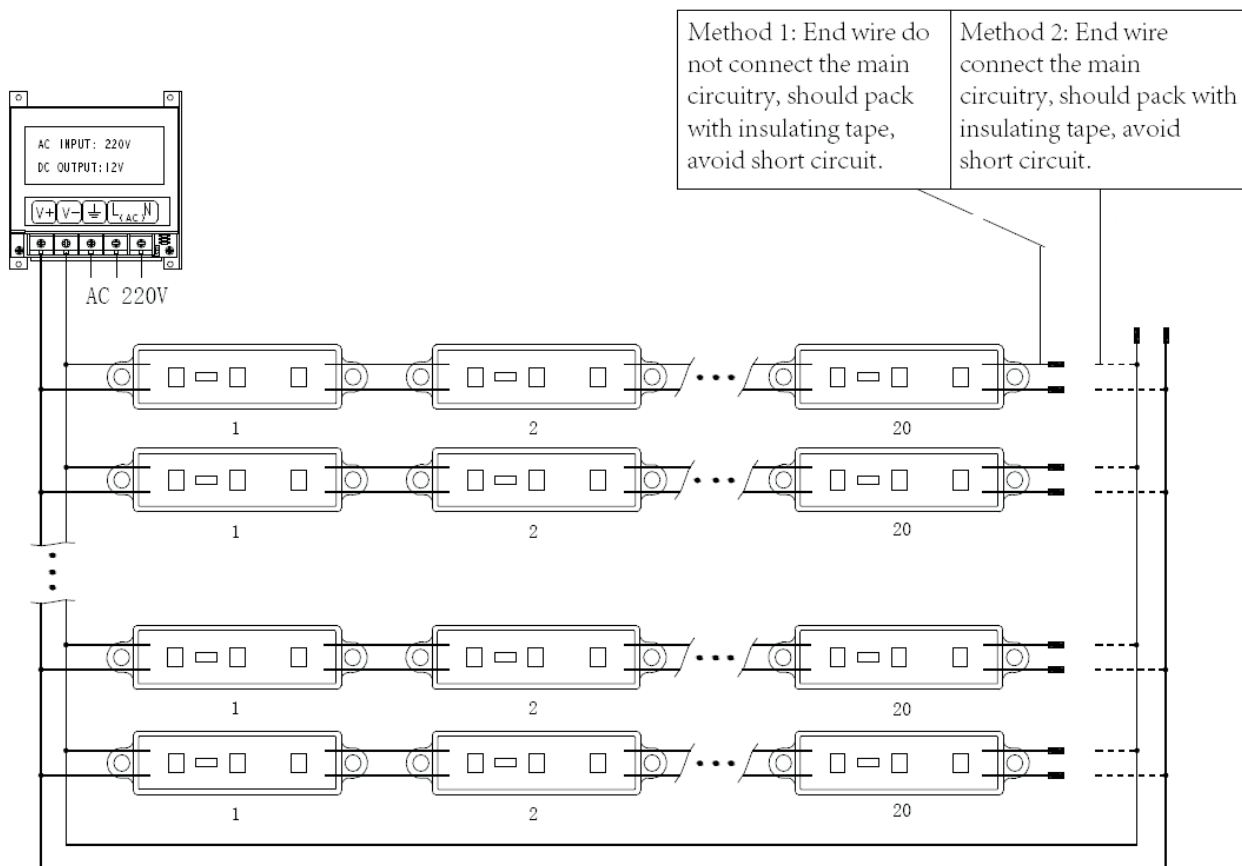 Method 1: End wire do
not connect the main
circuitry, should pack
with insulating tape,
avoid short circuit.
Method 2: End wire
connect the main
circuitry, should pack with
insulating tape, avoid
short circuit.
AC INPUT: 220V
DC OUTPUT:12V
V+ V- L(AC)N
AC 220V
1 2 20
1 2 20
1 2 20
1 2 20